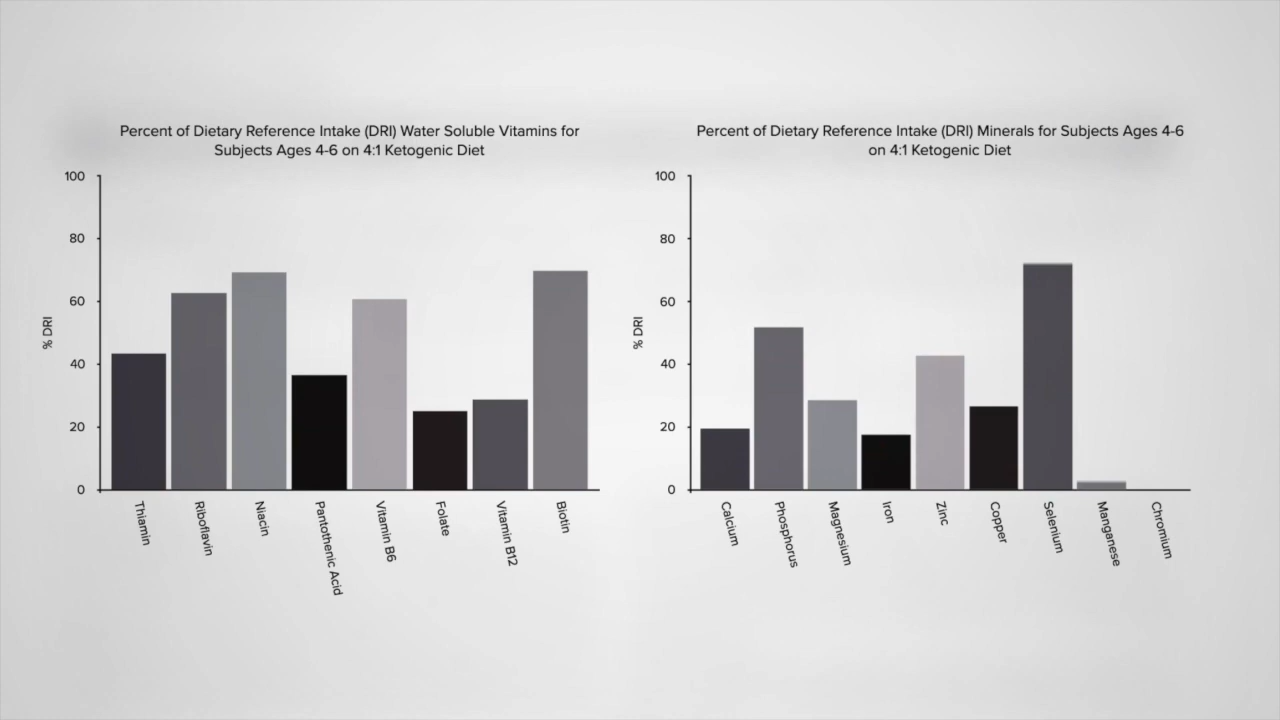 Percent of Dietary Reference Intake (DRI) Water Soluble Vitamins for
Subjects Ages 4-6 on 4:1 Ketogenic Diet
100
80
60
40
20
0
% DRI
Thiamin
Riboflavin
Niacin
Pantothenic Acid
Vitamin B6
Folate
Vitamin B12
Biotin
Percent of Dietary Reference Intake (DRI) Minerals for Subjects Ages 4-6
on 4:1 Ketogenic Diet
100
80
60
40
20
0
% DRI
Calcium
Phosphorus
Magnesium
Iron
Zinc
Copper
Selenium
Manganese
Chromium